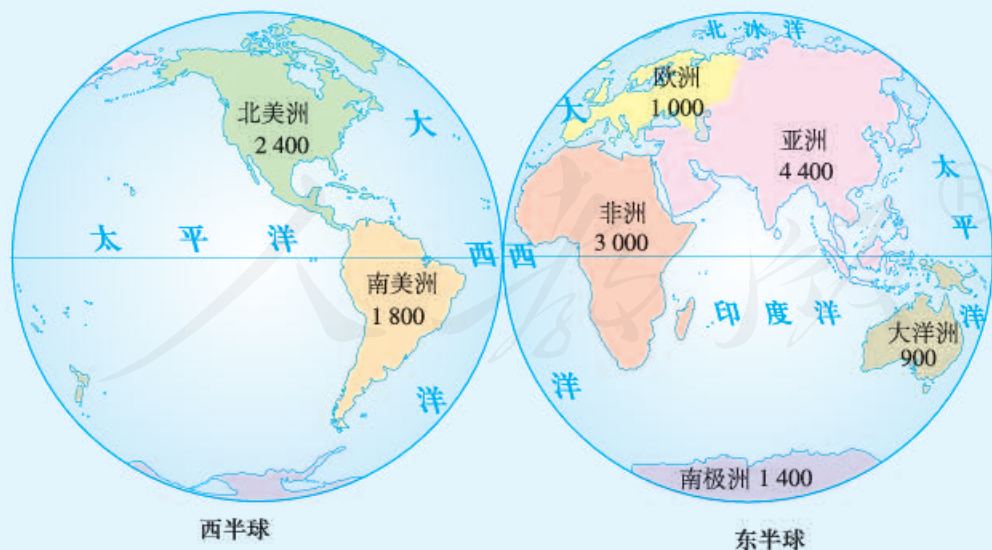 北美洲
2 400
大
太平洋
西
南美洲
1 800
洋
西半球
北冰洋
欧洲
1 000
大
亚洲
4 400
太
平
洋
非洲
3 000
西
印度洋
大洋洲
900
洋
南极洲 1 400
东半球
®